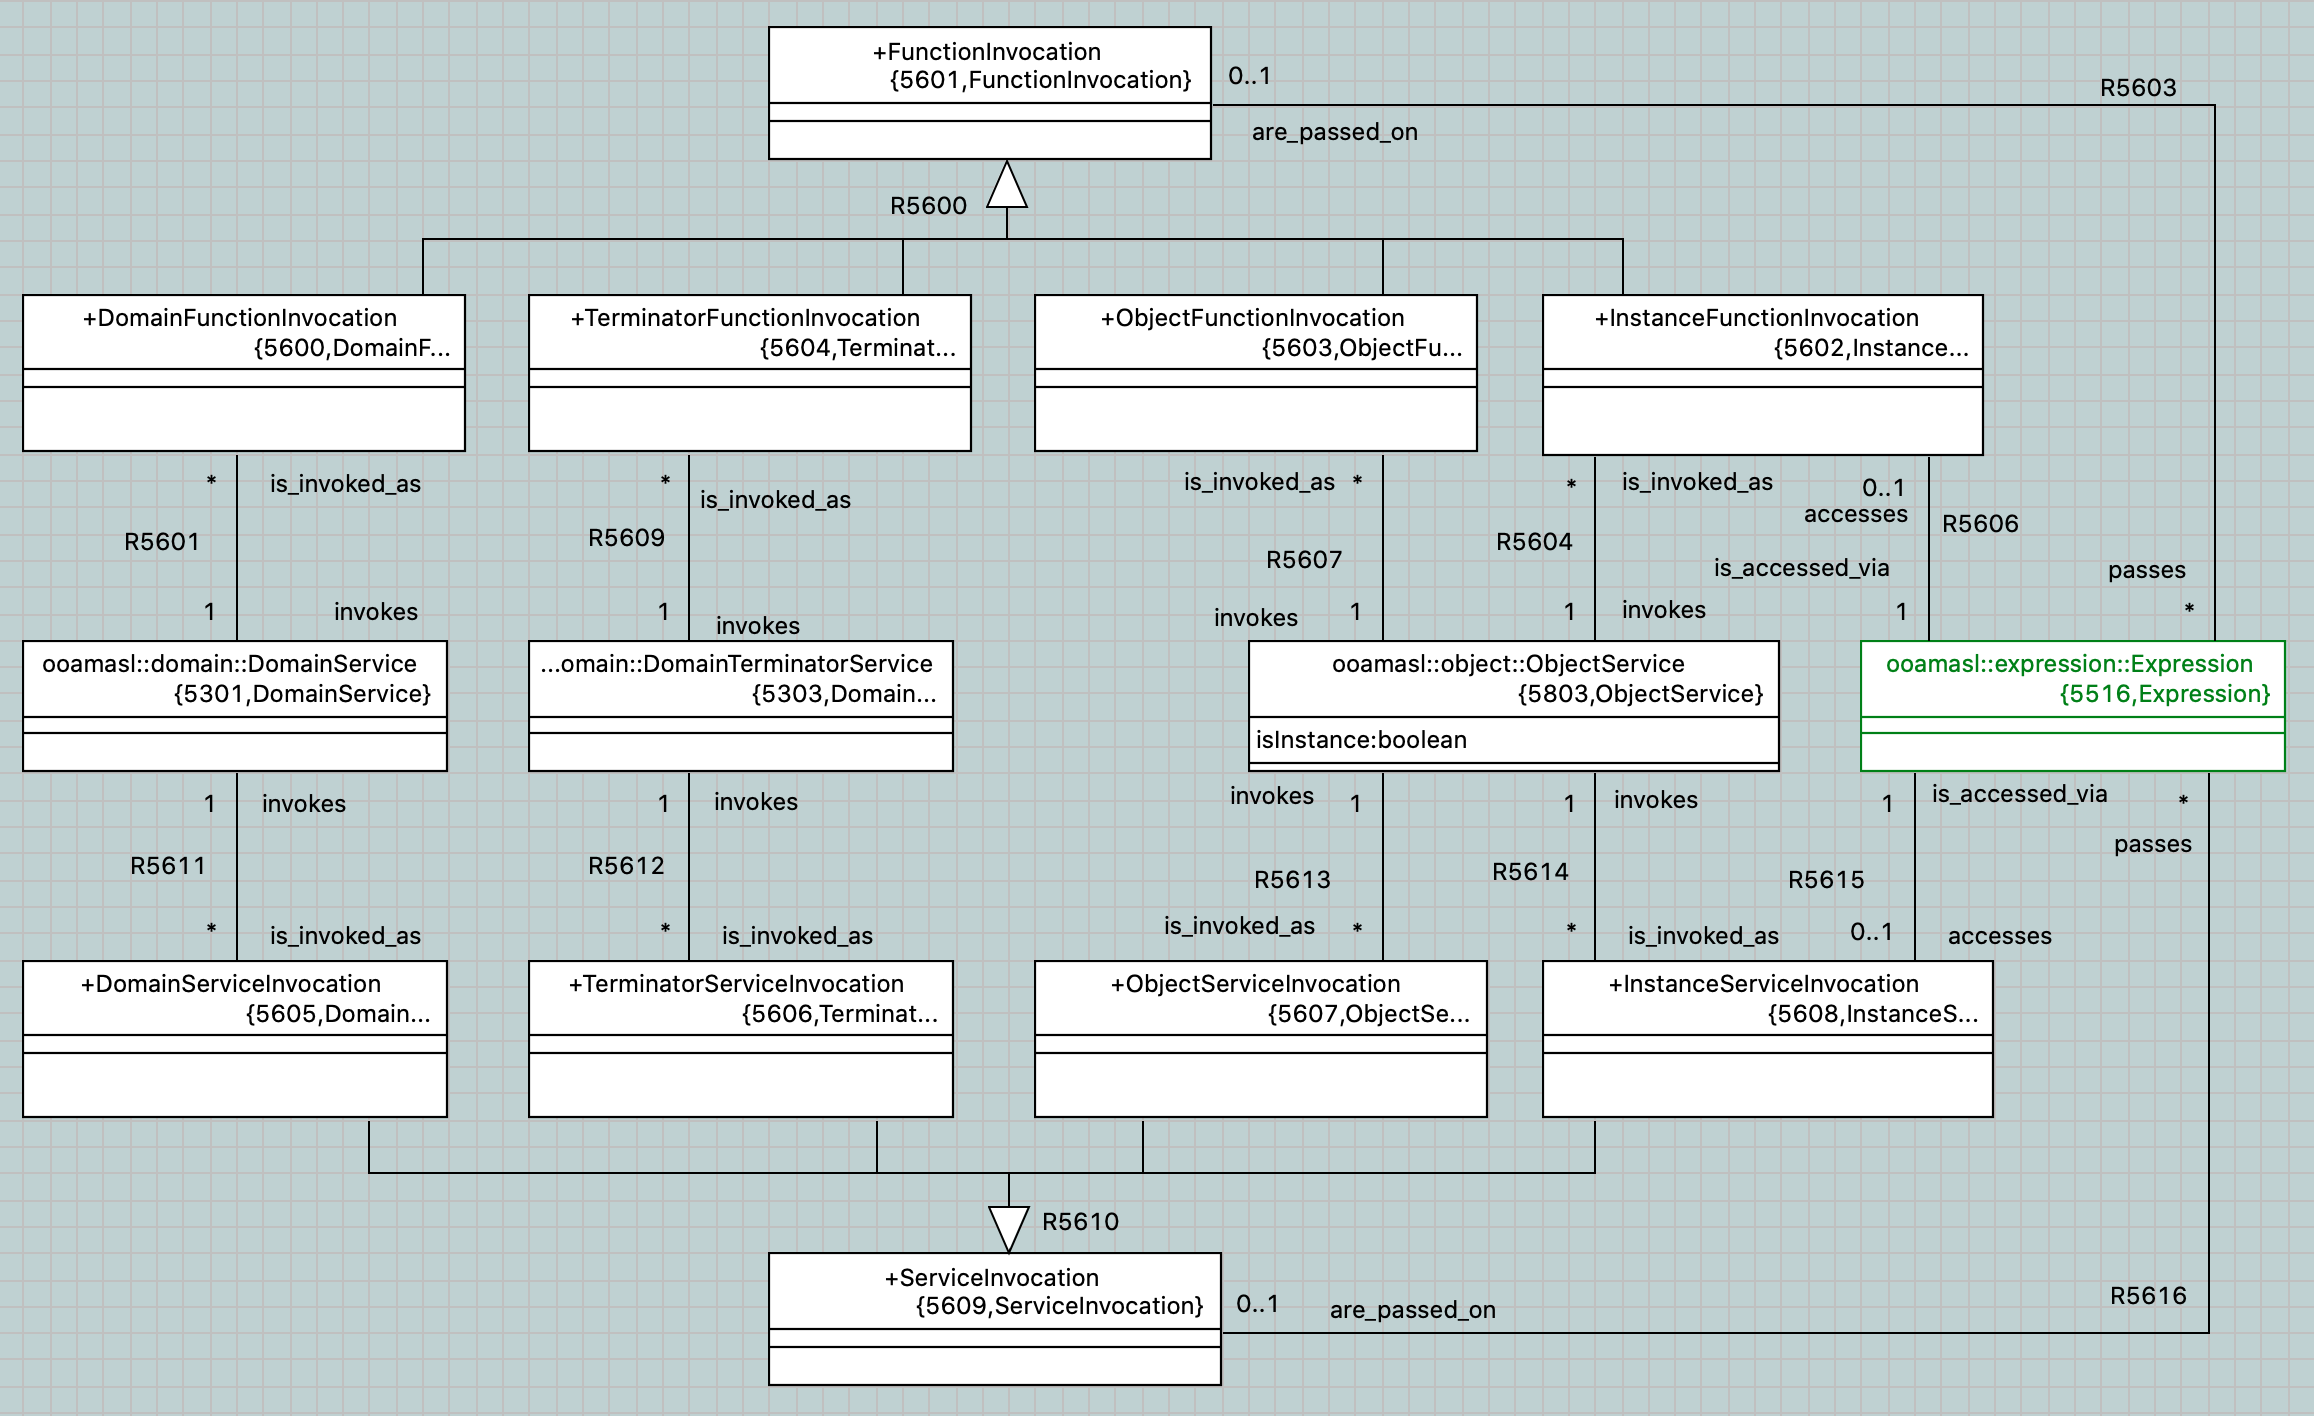 +FunctionInvocation
{5601,FunctionInvocation}
0..1
R5603
are_passed_on
R5600
+DomainFunctionInvocation
{5600,DomainF...
+TerminatorFunctionInvocation
{5604,Terminat...
+ObjectFunctionInvocation
{5603,ObjectFu...
+InstanceFunctionInvocation
{5602,Instance...
* is_invoked_as
R5601
1 invokes
* is_invoked_as
R5609
1 invokes
is_invoked_as *
R5607
invokes 1
* is_invoked_as
R5604
1 invokes
0..1
accesses
R5606
is_accessed_via
1
passes
*
ooamasl::domain::DomainService
{5301,DomainService}
...omain::DomainTerminatorService
{5303,Domain...
ooamasl::object::ObjectService
{5803,ObjectService}
isInstance:boolean
ooamasl::expression::Expression
{5516,Expression}
1 invokes
R5611
* is_invoked_as
1 invokes
R5612
* is_invoked_as
invokes 1
R5613
is_invoked_as *
1 invokes
R5614
* is_invoked_as
1 is_accessed_via
R5615
0..1 accesses
*
passes
+DomainServiceInvocation
{5605,Domain...
+TerminatorServiceInvocation
{5606,Terminat...
+ObjectServiceInvocation
{5607,ObjectSe...
+InstanceServiceInvocation
{5608,InstanceS...
R5610
+ServiceInvocation
{5609,ServiceInvocation}
0..1 are_passed_on
R5616